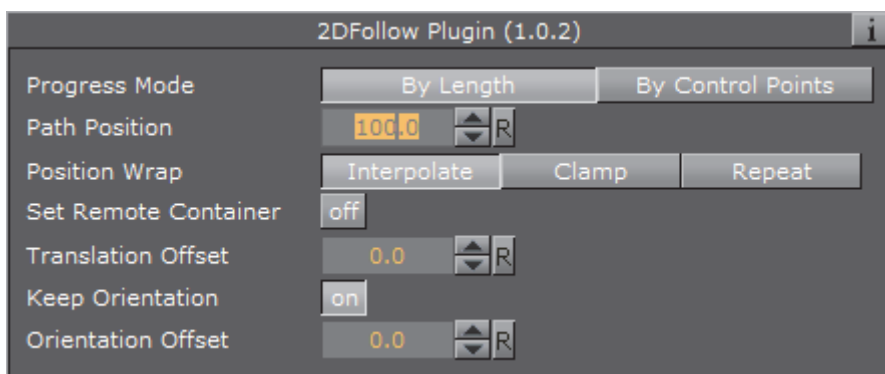 2DFollow Plugin (1.0.2) i
Progress Mode By Length By Control Points
Path Position 100.0 R
Position Wrap Interpolate Clamp Repeat
Set Remote Container off
Translation Offset 0.0 R
Keep Orientation on
Orientation Offset 0.0 R